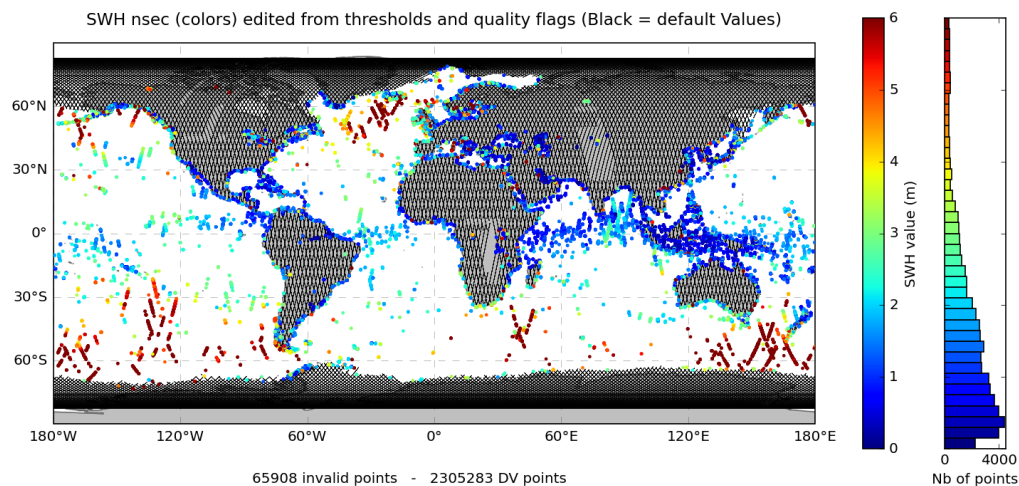 SWH nsec (colors) edited from thresholds and quality flags (Black = default Values)
60°N
30°N
0°
30°S
60°S
180°W 120°W 60°W 0° 60°E 120°E 180°E
6
5
4
3
2
1
0
SWH value (m)
0 4000
Nb of points
65908 invalid points - 2305283 DV points